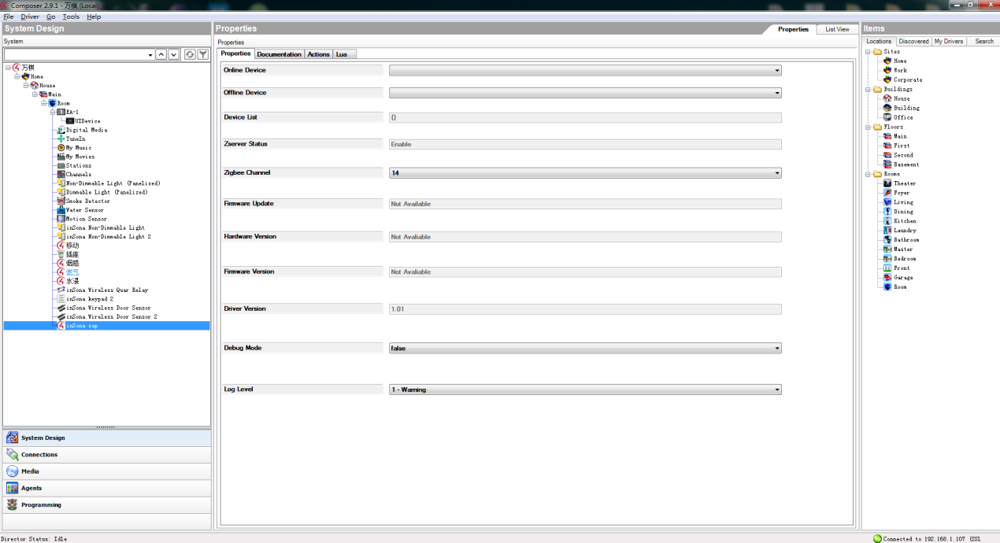 Composer 2.9.1 - 万棋 (Local)
File Driver Go Tools Help
System Design
System
万棋
Home
House
Main
Room
EA-1
UIDevice
Digital Media
TuneIn
My Music
My Movies
Stations
Channels
Non-Dimmable Light (Panelized)
Dimmable Light (Panelized)
Smoke Detector
Water Sensor
Motion Sensor
inSona Non-Dimmable Light
inSona Non-Dimmable Light 2
移动
插座
烟感
燃气
水浸
inSona Wireless Quar Relay
inSona keypad 2
inSona Wireless Door Sensor
inSona Wireless Door Sensor 2
inSona zap
System Design
Connections
Media
Agents
Programming
Properties
Properties List View
Properties
Properties Documentation Actions Lua
Online Device
Offline Device
Device List {}
Zserver Status Enable
Zigbee Channel 14
Firmware Update Not Available
Hardware Version Not Avaliable
Firmware Version Not Avaliable
Driver Version 1.01
Debug Mode false
Log Level 1 - Warning
Items
Locations Discovered My Drivers Search
Sites
Home
Work
Corporate
Buildings
House
Building
Office
Floors
Main
First
Second
Basement
Rooms
Theater
Foyer
Living
Dining
Kitchen
Laundry
Bathroom
Master
Bedroom
Front
Garage
Room
Director Status: Idle
Connected to 192.168.1.107 (SSL